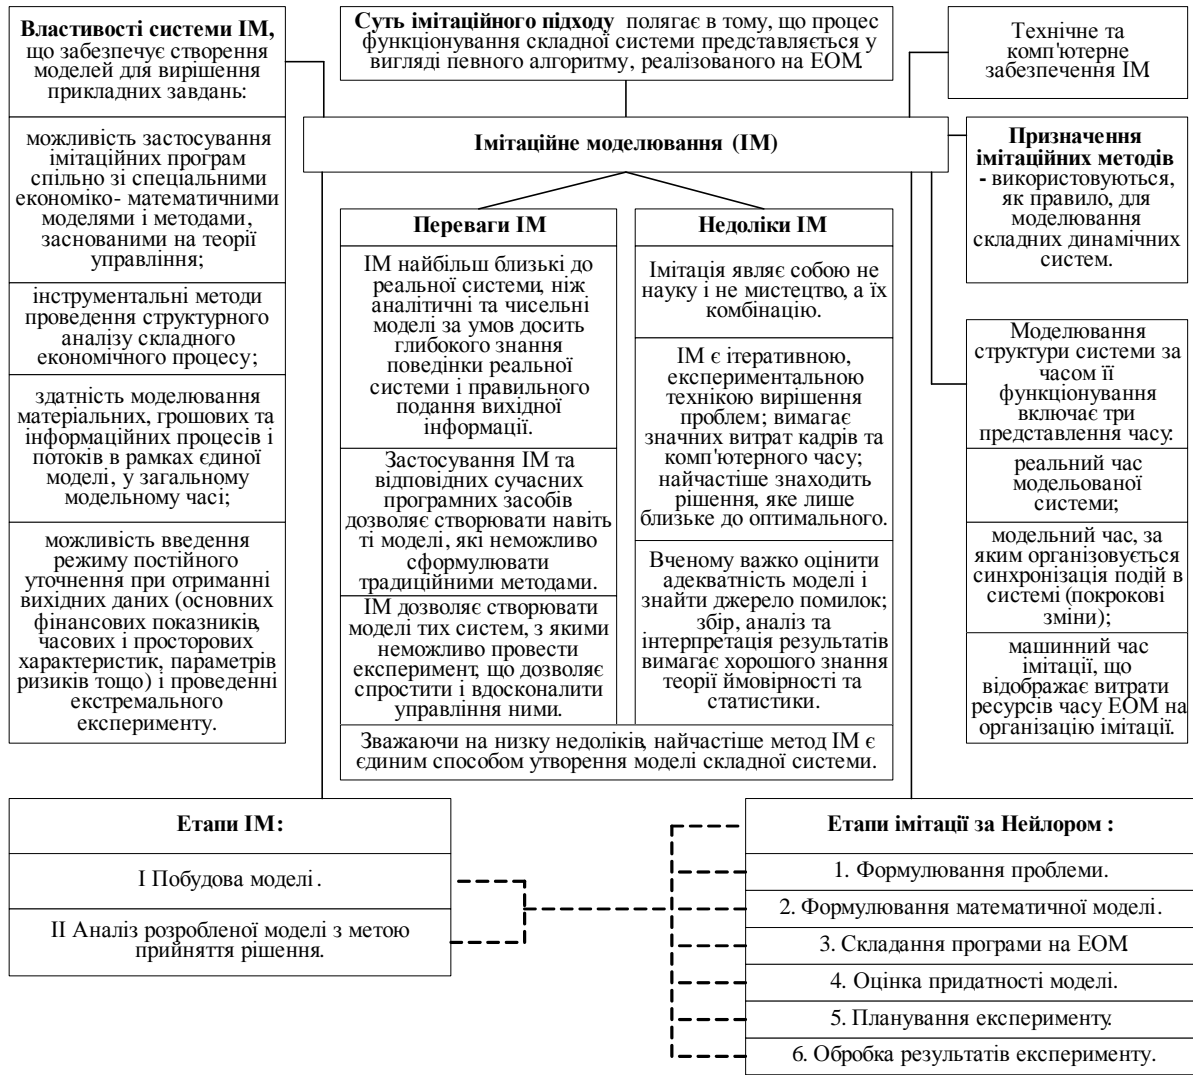 Властивості системи ІМ,
що забезпечує створення
моделей для вирішення
прикладних завдань:
можливість застосування
імітаційних програм
спільно зі спеціальними
економіко- математичними
моделями і методами,
заснованими на теорії
управління;
інструментальні методи
проведення структурного
аналізу складного
економічного процесу;
здатність моделювання
матеріальних, грошових та
інформаційних процесів і
потоків в рамках єдиної
моделі, у загальному
модельному часі;
можливість введення
режиму постійного
уточнення при отриманні
вихідних даних (основних
фінансових показників,
часових і просторових
характеристик, параметрів
ризиків тощо) і проведенні
екстремального
експерименту.
Суть імітаційного підходу полягає в тому, що процес
функціонування складної системи представляється у
вигляді певного алгоритму, реалізованого на ЕОМ.
Імітаційне моделювання (ІМ)
Переваги ІМ
ІМ найбільш близькі до
реальної системи, ніж
аналітичні та чисельні
моделі за умов досить
глибокого знання
поведінки реальної
системи і правильного
подання вихідної
інформації.
Застосування ІМ та
відповідних сучасних
програмних засобів
дозволяє створювати навіть
ті моделі, які неможливо
сформулювати
традиційними методами.
ІМ дозволяє створювати
моделі тих систем, з якими
неможливо провести
експеримент, що дозволяє
спростити і вдосконалити
управління ними.
Недоліки ІМ
Імітація являє собою не
науку і не мистецтво, а їх
комбінацію.
ІМ є ітеративною,
експериментальною
технікою вирішення
проблем; вимагає
значних витрат кадрів та
комп'ютерного часу;
найчастіше знаходить
рішення, яке лише
близьке до оптимального.
Вченому важко оцінити
адекватність моделі і
знайти джерело помилок;
збір, аналіз та
інтерпретація результатів
вимагає хорошого знання
теорії ймовірності та
статистики.
Зважаючи на низку недоліків, найчастіше метод ІМ є
єдиним способом утворення моделі складної системи.
Технічне та
комп'ютерне
забезпечення ІМ
Призначення
імітаційних методів
- використовуються,
як правило, для
моделювання
складних динамічних
систем.
Моделювання
структури системи за
часом її
функціонування
включає три
представлення часу:
реальний час
модельованої
системи;
модельний час, за
яким організовується
синхронізація подій в
системі (покрокові
зміни);
машинний час
імітації, що
відображає витрати
ресурсів часу ЕОМ на
організацію імітації.
Етапи ІМ:
І Побудова моделі.
ІІ Аналіз розробленої моделі з метою
прийняття рішення.
Етапи імітації за Нейлором :
1. Формулювання проблеми.
2. Формулювання математичної моделі.
3. Складання програми на ЕОМ
4. Оцінка придатності моделі.
5. Планування експерименту.
6. Обробка результатів експерименту.